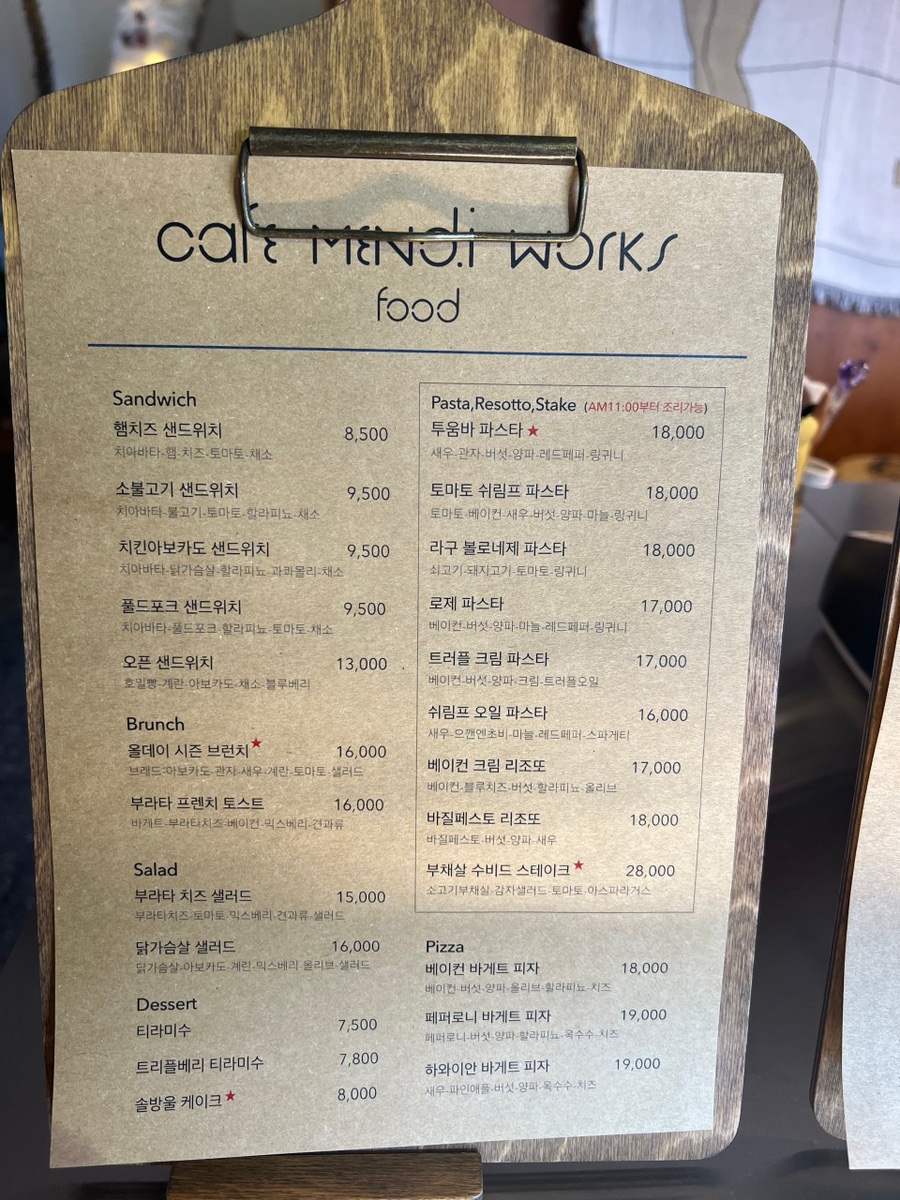 cafe MENd.i works
food
Sandwich
햄치즈 샌드위치 8,500
치아바타-햄-치즈-토마토-채소
소불고기 샌드위치 9,500
치아바타-불고기-토마토-할라피뇨-채소
치킨아보카도 샌드위치 9,500
치아바타-닭가슴살-할라피뇨-과콰몰리-채소
풀드포크 샌드위치 9,500
치아바타-풀드포크-할라피뇨-토마토-채소
오픈 샌드위치 13,000
호밀빵-계란-아보카도-채소-블루베리
Brunch
올데이 시즌 브런치★ 16,000
브래드-아보카도-관자-새우-계란-토마토-샐러드
부라타 프렌치 토스트 16,000
바게트-부라타치즈-베이컨-믹스베리-견과류
Salad
부라타 치즈 샐러드 15,000
부라타치즈-토마토-믹스베리-견과류-샐러드
닭가슴살 샐러드 16,000
닭가슴살-아보카도-계란-믹스베리-올리브-샐러드
Dessert
티라미수 7,500
트리플베리 티라미수 7,800
솔방울 케이크★ 8,000
Pasta,Resotto,Stake (AM11:00부터 조리가능)
투움바 파스타★ 18,000
새우-관자-버섯-양파-레드페퍼-링귀니
토마토 쉬림프 파스타 18,000
토마토-베이컨-새우-버섯-양파-마늘-링귀니
라구 볼로네제 파스타 18,000
쇠고기-돼지고기-토마토-링귀니
로제 파스타 17,000
베이컨-버섯-양파-마늘-레드페퍼-링귀니
트러플 크림 파스타 17,000
베이컨-버섯-양파-크림-트러플오일
쉬림프 오일 파스타 16,000
새우-으깬엔초비-마늘-레드페퍼-스파게티
베이컨 크림 리조또 17,000
베이컨-블루치즈-버섯-할라피뇨-올리브
바질페스토 리조또 18,000
바질페스토-버섯-양파-새우
부채살 수비드 스테이크★ 28,000
소고기부채살-감자샐러드-토마토-아스파라거스
Pizza
베이컨 바게트 피자 18,000
베이컨-버섯-양파-올리브-할라피뇨-치즈
페퍼로니 바게트 피자 19,000
페퍼로니-버섯-양파-할라피뇨-옥수수-치즈
하와이안 바게트 피자 19,000
새우-파인애플-버섯-양파-옥수수-치즈